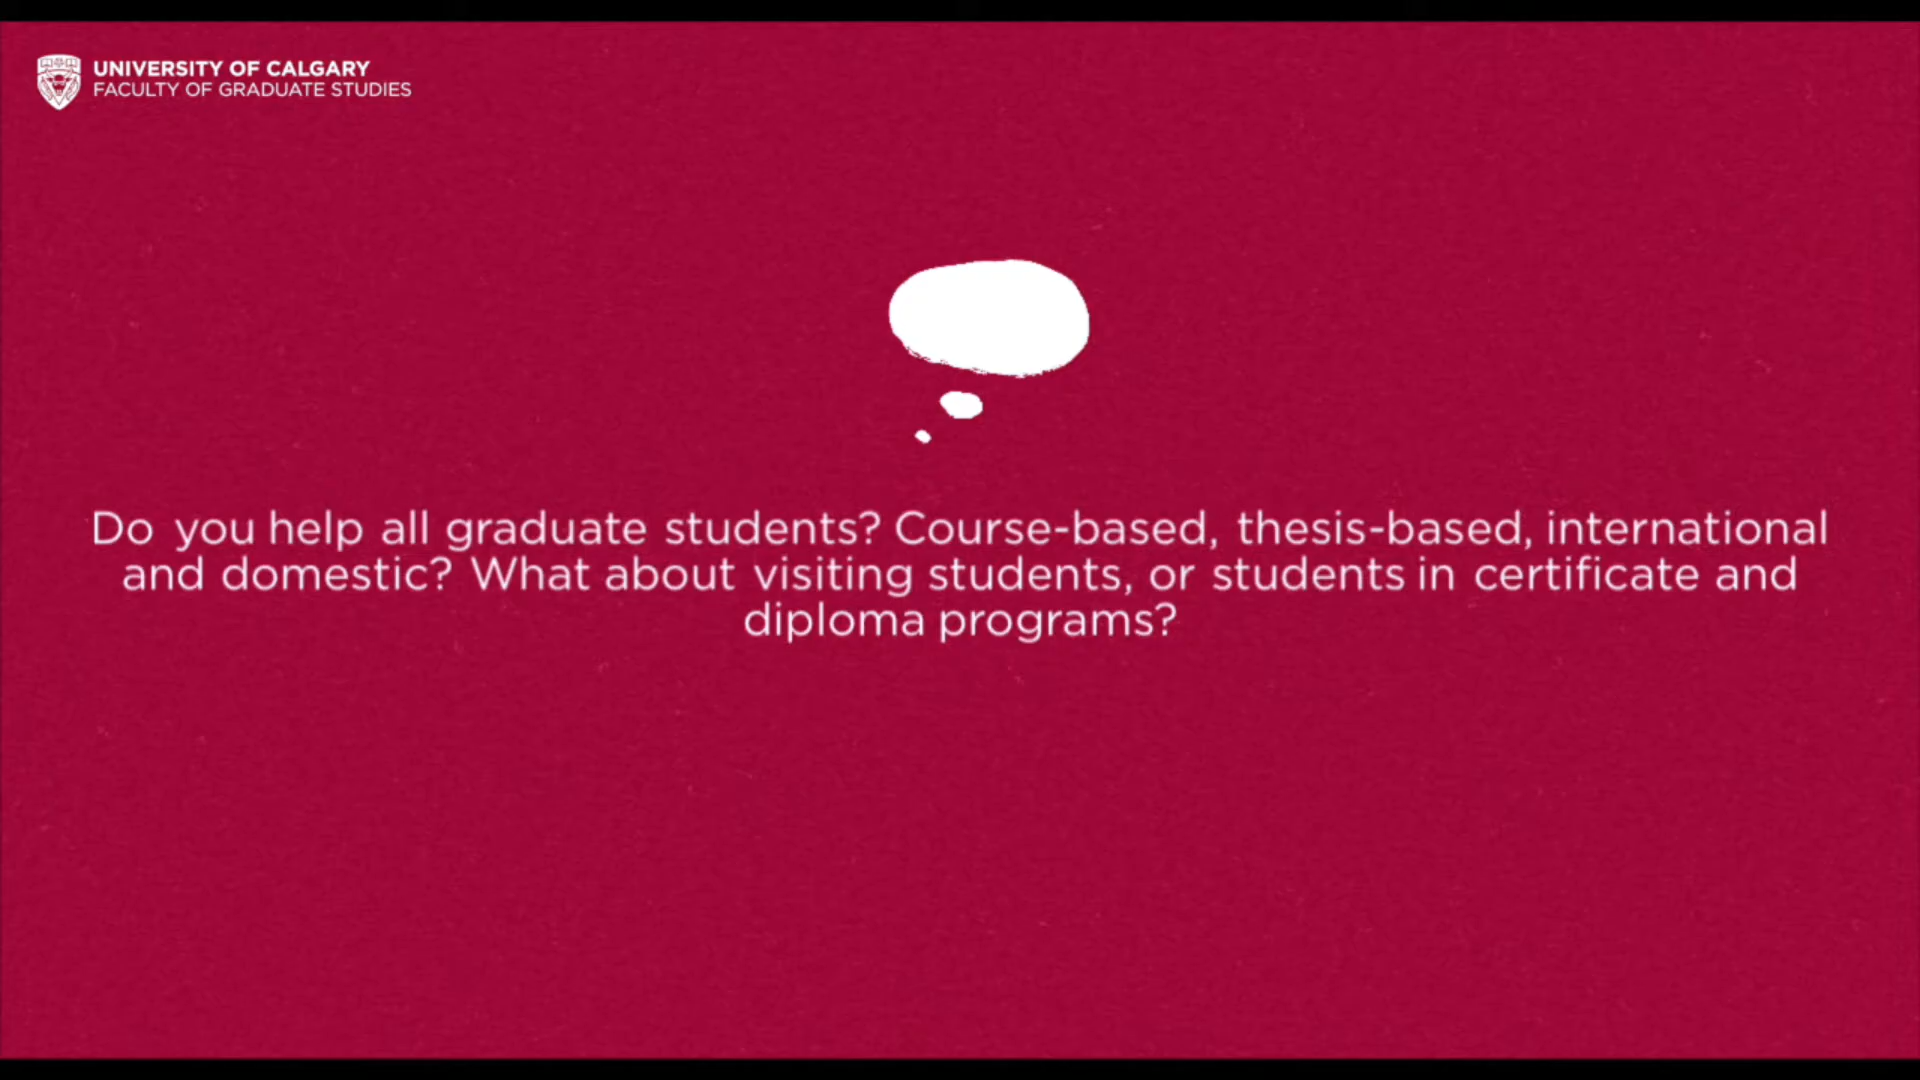 UNIVERSITY OF CALGARY
FACULTY OF GRADUATE STUDIES
Do you help all graduate students? Course-based, thesis-based, international
and domestic? What about visiting students, or students in certificate and
diploma programs?